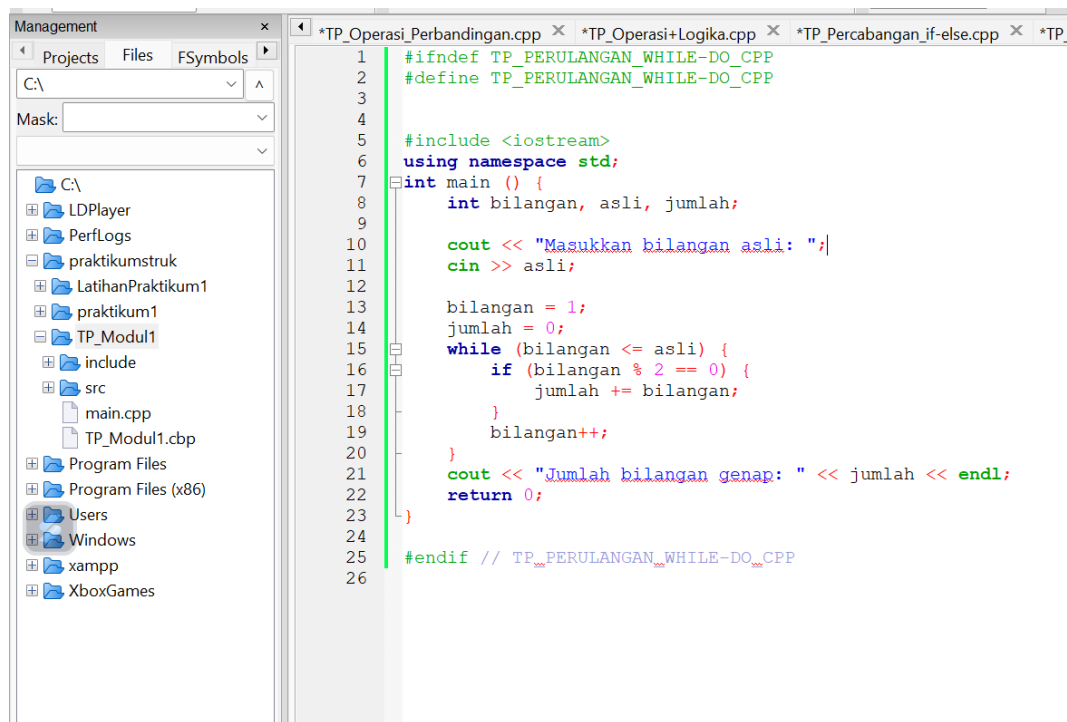 Management ×
Projects Files FSymbols
C:\
Mask:
C:\
LDPlayer
PerfLogs
praktikumstruk
LatihanPraktikum1
praktikum1
TP_Modul1
include
src
main.cpp
TP_Modul1.cbp
Program Files
Program Files (x86)
Users
Windows
xampp
XboxGames
*TP_Operasi_Perbandingan.cpp × *TP_Operasi+Logika.cpp × *TP_Percabangan_if-else.cpp × *TP_
1 #ifndef TP_PERULANGAN_WHILE-DO_CPP
2 #define TP_PERULANGAN_WHILE-DO_CPP
3
4
5 #include <iostream>
6 using namespace std;
7 int main () {
8 int bilangan, asli, jumlah;
9
10 cout << "Masukkan bilangan asli: ";
11 cin >> asli;
12
13 bilangan = 1;
14 jumlah = 0;
15 while (bilangan <= asli) {
16 if (bilangan % 2 == 0) {
17 jumlah += bilangan;
18 }
19 bilangan++;
20 }
21 cout << "Jumlah bilangan genap: " << jumlah << endl;
22 return 0;
23 }
24
25 #endif // TP_PERULANGAN_WHILE-DO_CPP
26